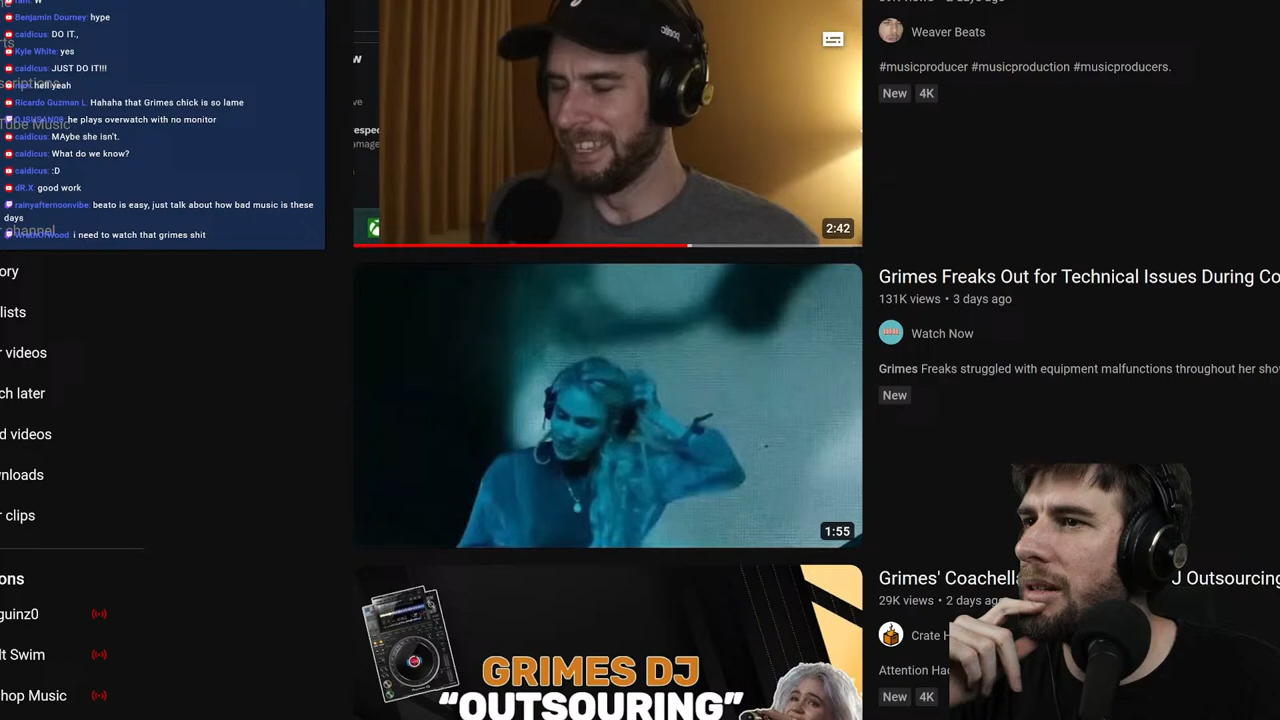 Benjamin Dourney: hype
caidicus: DO IT.,
Kyle White: yes
caidicus: JUST DO IT!!!
hell yeah
Ricardo Guzman L: Hahaha that Grimes chick is so lame
he plays overwatch with no monitor
caidicus: MAybe she isn't.
caidicus: What do we know?
caidicus: :D
dR.X: good work
rainyafternoonvibe: beato is easy, just talk about how bad music is these
days
i need to watch that grimes shit
Tube Music
channel
ory
lists
r videos
ch later
d videos
nloads
r clips
ons
guinz0
lt Swim
hop Music
2:42
Weaver Beats
#musicproducer #musicproduction #musicproducers.
New 4K
1:55
Grimes Freaks Out for Technical Issues During Co
131K views • 3 days ago
Watch Now
Grimes Freaks struggled with equipment malfunctions throughout her sho
New
GRIMES DJ
“OUTSOURING”
Grimes' Coachella
J Outsourcing
29K views • 2 days ago
Crate H
Attention Hac
New 4K